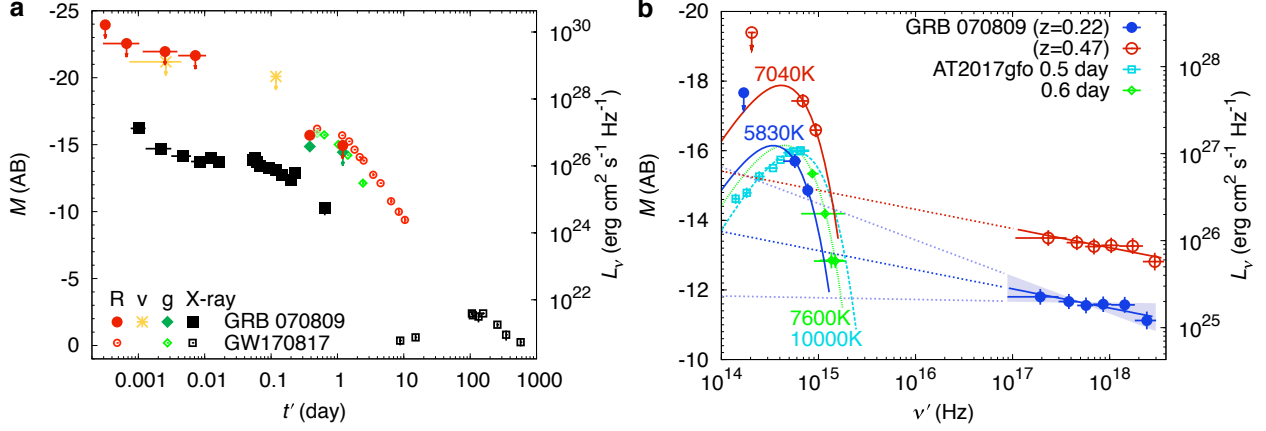 a
M (AB)
-25
-20
-15
-10
-5
0
0.001
0.01
0.1
1
10
100
1000
t′ (day)
10^30
10^28
10^26
10^24
10^22
L_ν (erg cm^2 s^-1 Hz^-1)
R v g X-ray
GRB 070809
GW170817
b
M (AB)
-20
-18
-16
-14
-12
-10
10^14
10^15
10^16
10^17
10^18
ν′ (Hz)
10^28
10^27
10^26
10^25
L_ν (erg cm^2 s^-1 Hz^-1)
GRB 070809 (z=0.22)
(z=0.47)
AT2017gfo 0.5 day
0.6 day
7040K
5830K
7600K
10000K